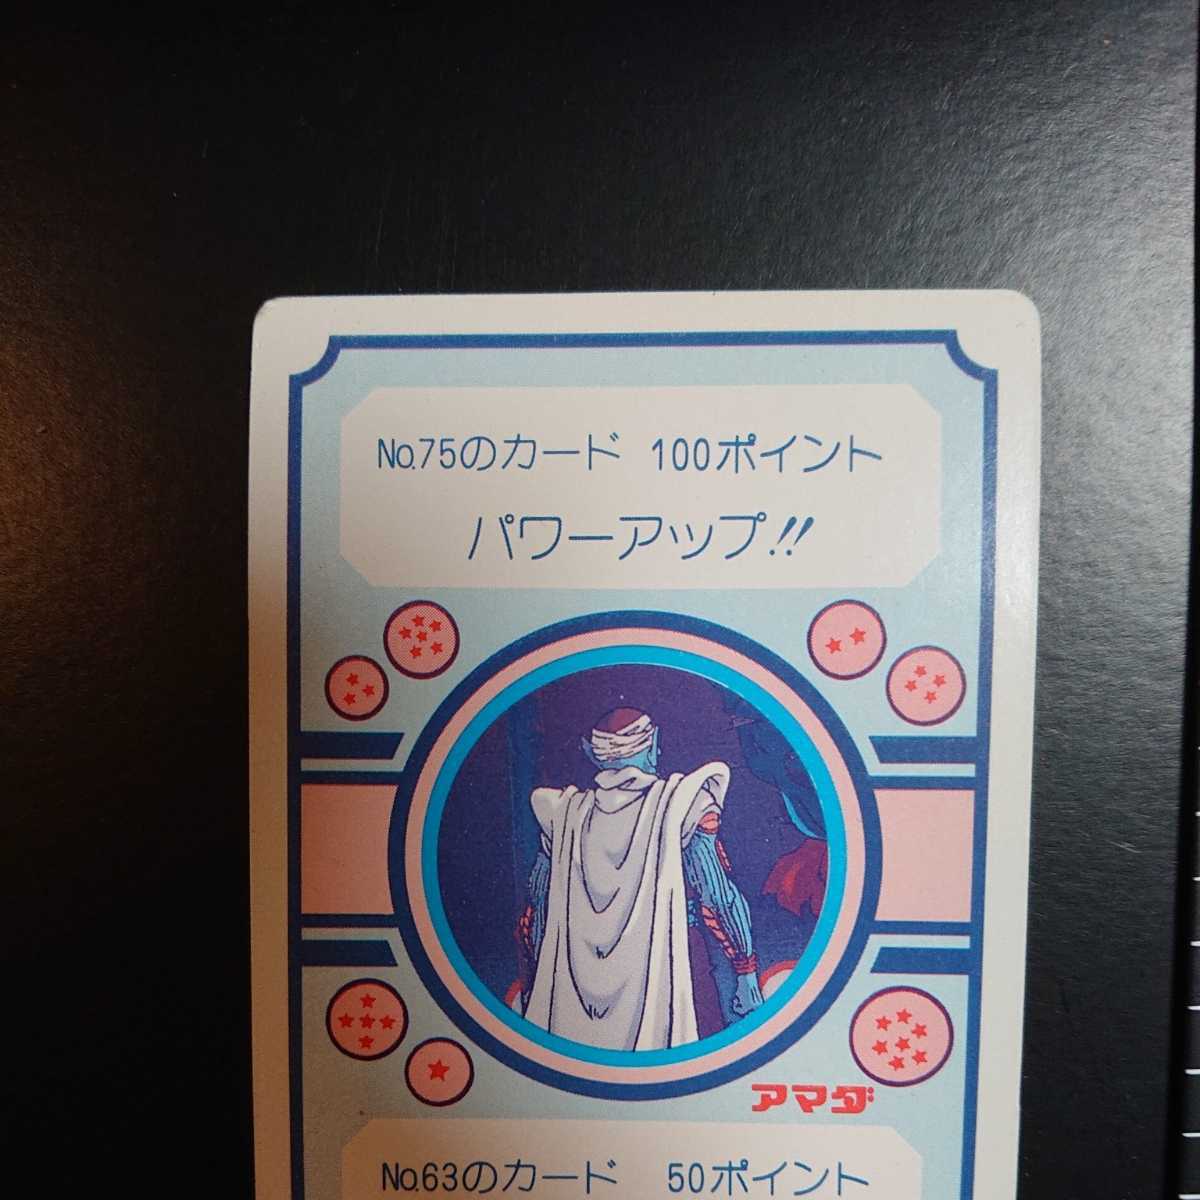 No.75のカード 100ポイント
パワーアップ!!
アマダ
No.63のカード 50ポイント